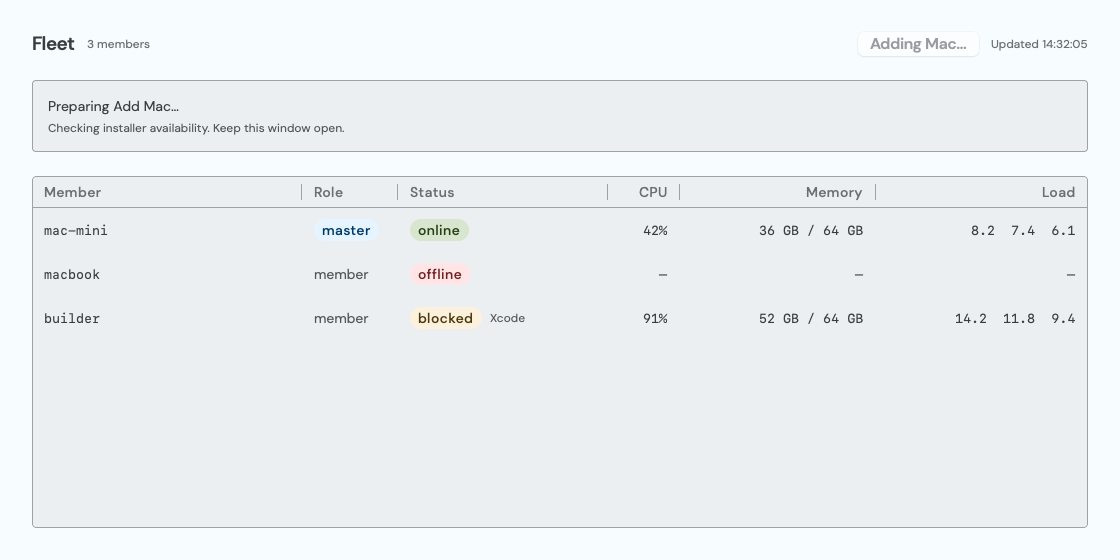 Fleet 3 members Adding Mac... Updated 14:32:05
Preparing Add Mac...
Checking installer availability. Keep this window open.
Member Role Status CPU Memory Load
mac-mini master online 42% 36 GB / 64 GB 8.2 7.4 6.1
macbook member offline — — —
builder member blocked Xcode 91% 52 GB / 64 GB 14.2 11.8 9.4